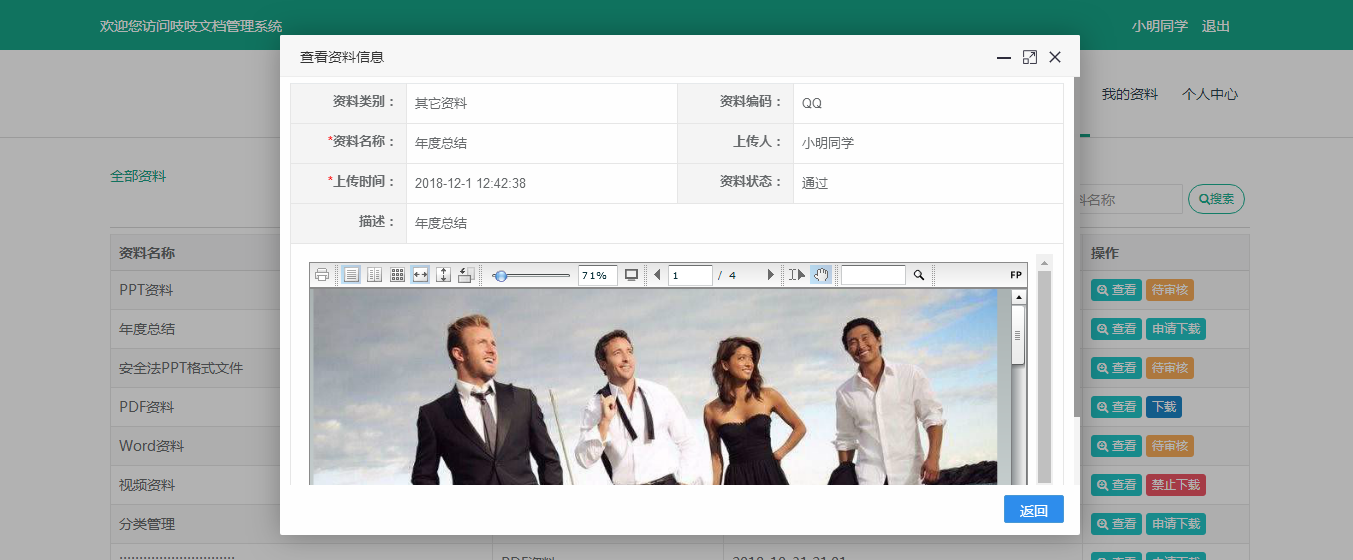 欢迎您访问吱吱文档管理系统
小明同学 退出
查看资料信息
我的资料 个人中心
资料类别： 其它资料 资料编码： QQ
*资料名称： 年度总结 上传人： 小明同学
*上传时间： 2018-12-1 12:42:38 资料状态： 通过
描述： 年度总结
全部资料
料名称 搜索
资料名称 操作
71% 1 / 4 FP
PPT资料 查看 待审核
年度总结 查看 申请下载
安全法PPT格式文件 查看 待审核
PDF资料 查看 下载
Word资料 查看 待审核
视频资料 查看 禁止下载
分类管理 查看 申请下载
返回